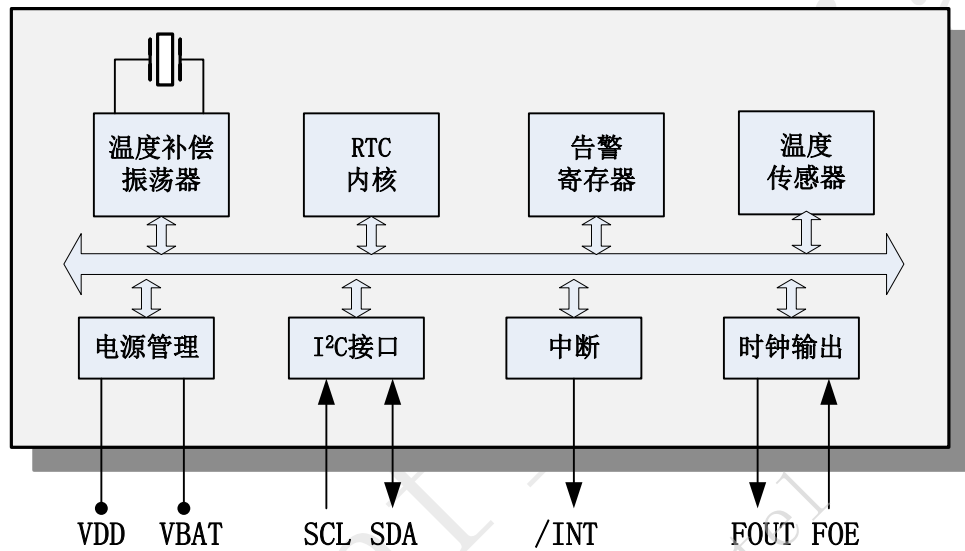 温度补偿
振荡器
RTC
内核
告警
寄存器
温度
传感器
电源管理
I²C接口
中断
时钟输出
VDD VBAT SCL SDA /INT FOUT FOE